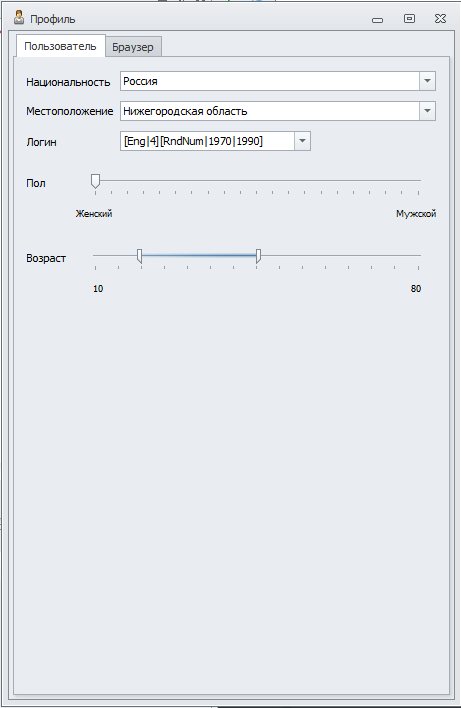 Профиль
Пользователь Браузер
Национальность Россия
Местоположение Нижегородская область
Логин [Eng|4][RndNum|1970|1990]
Пол
Женский Мужской
Возраст
10 80